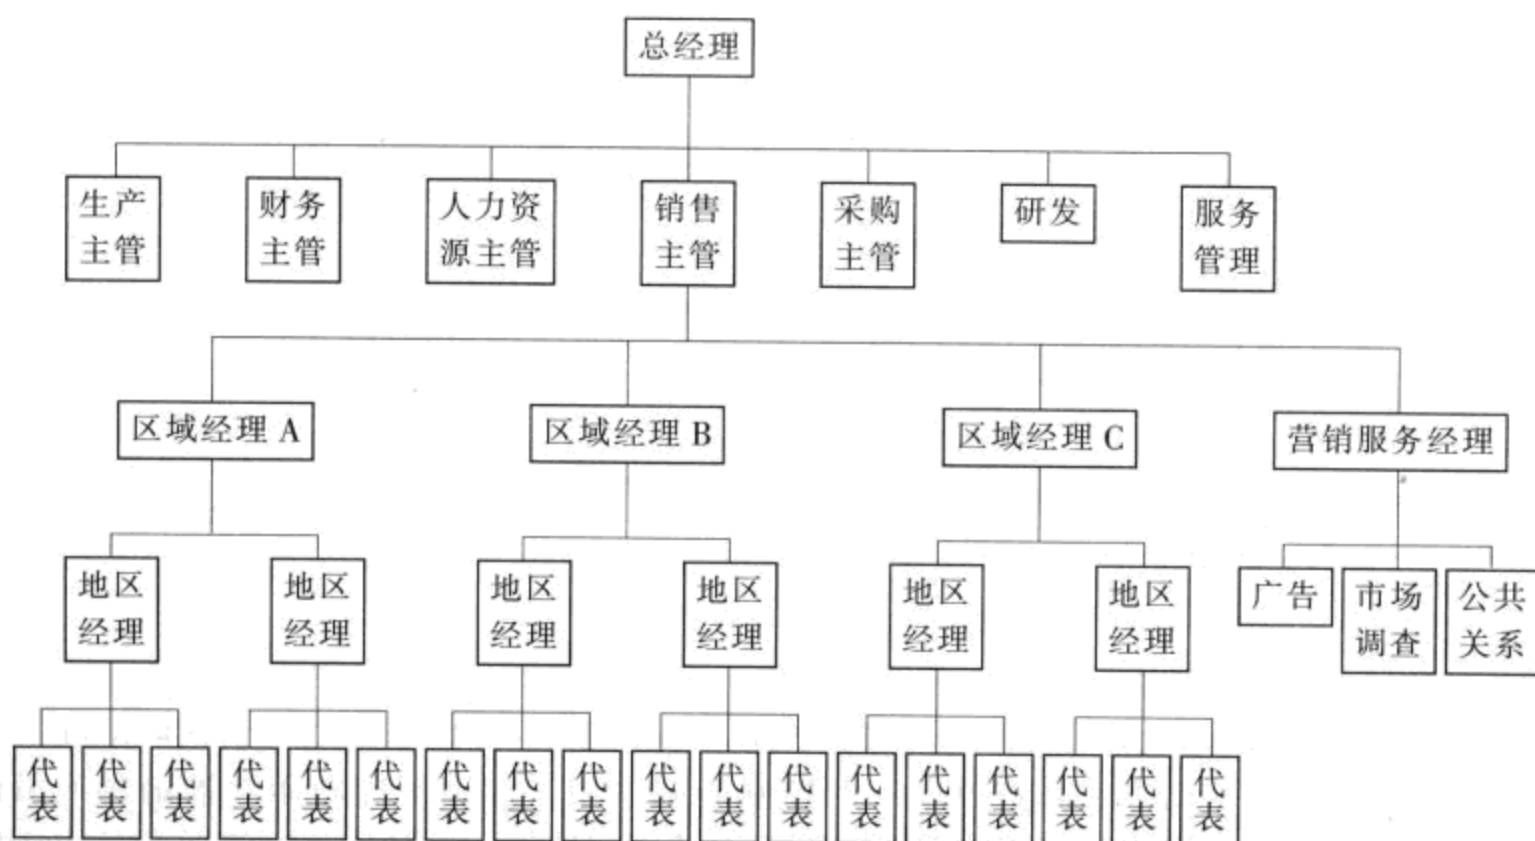 总经理
生产
主管
财务
主管
人力资
源主管
销售
主管
采购
主管
研发
服务
管理
区域经理 A
区域经理 B
区域经理 C
营销服务经理
地区
经理
地区
经理
地区
经理
地区
经理
地区
经理
地区
经理
广告
市场
调查
公共
关系
代
表
代
表
代
表
代
表
代
表
代
表
代
表
代
表
代
表
代
表
代
表
代
表
代
表
代
表
代
表
代
表
代
表
代
表